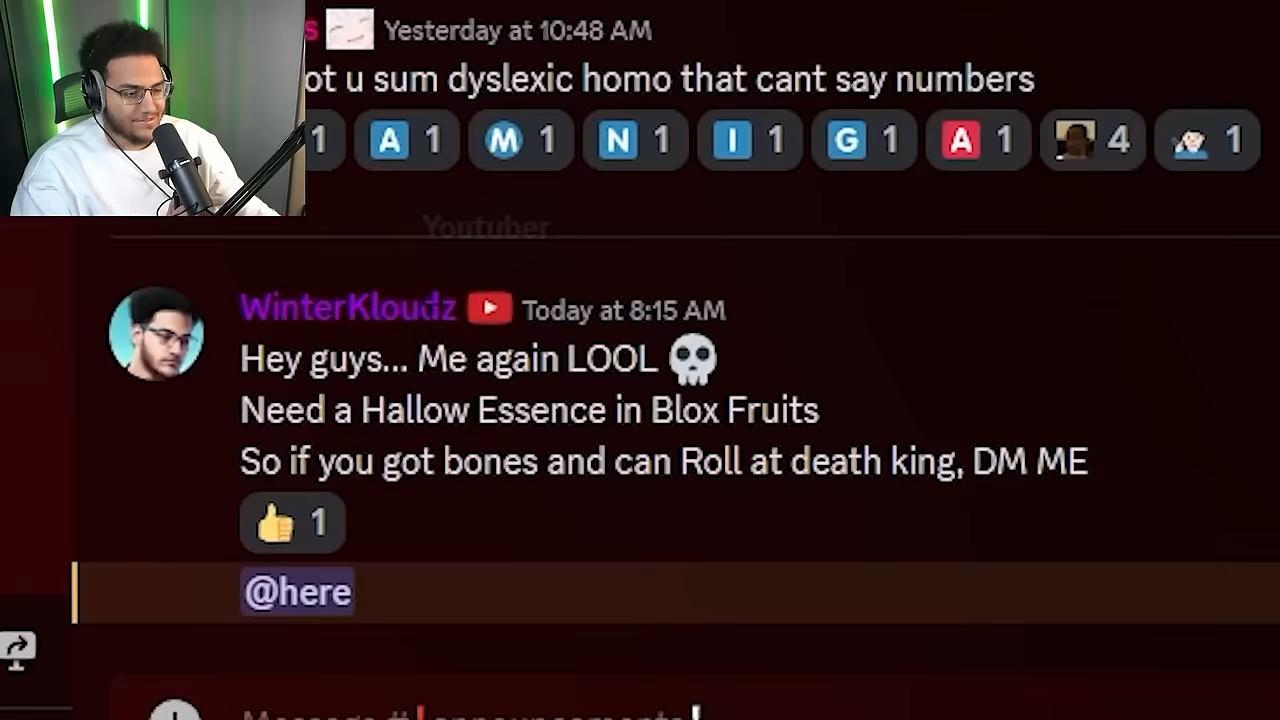 s Yesterday at 10:48 AM
ot u sum dyslexic homo that cant say numbers
1 A 1 M 1 N 1 I 1 G 1 A 1 4 1
Youtuber
WinterKloudz Today at 8:15 AM
Hey guys... Me again LOOL
Need a Hallow Essence in Blox Fruits
So if you got bones and can Roll at death king, DM ME
1
@here
Message # announcements